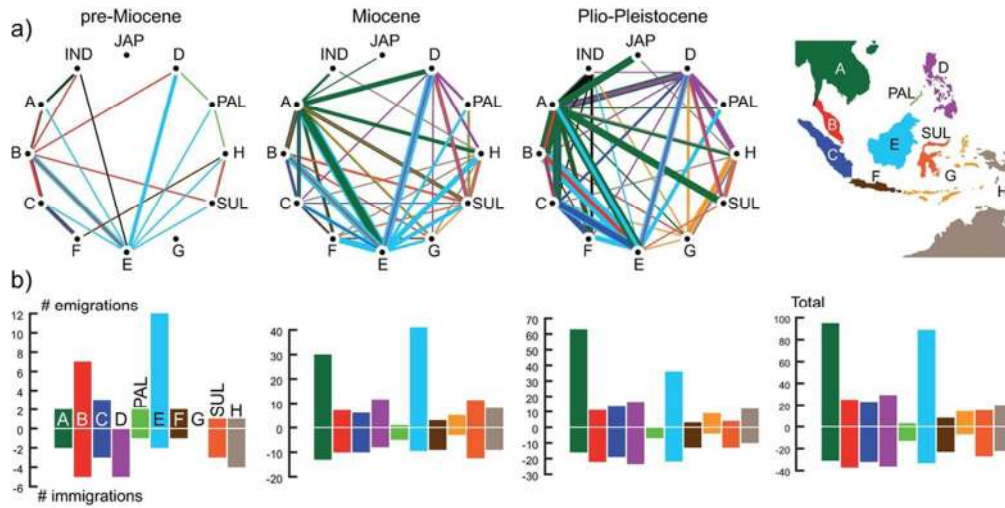 a)
pre-Miocene
Miocene
Plio-Pleistocene
JAP
IND
D
A
PAL
B
H
C
SUL
F
G
E
JAP
IND
D
A
PAL
B
H
C
SUL
F
G
E
JAP
IND
D
A
PAL
B
H
C
SUL
F
G
E
A
D
PAL
B
C
E
SUL
F
G
H
b)
# emigrations
12
10
8
6
4
2
0
-2
-4
-6
# immigrations
A
B
C
D
PAL
E
F
G
SUL
H
40
30
20
10
0
-10
-20
70
60
50
40
30
20
10
0
-10
-20
-30
Total
100
80
60
40
20
0
-20
-40